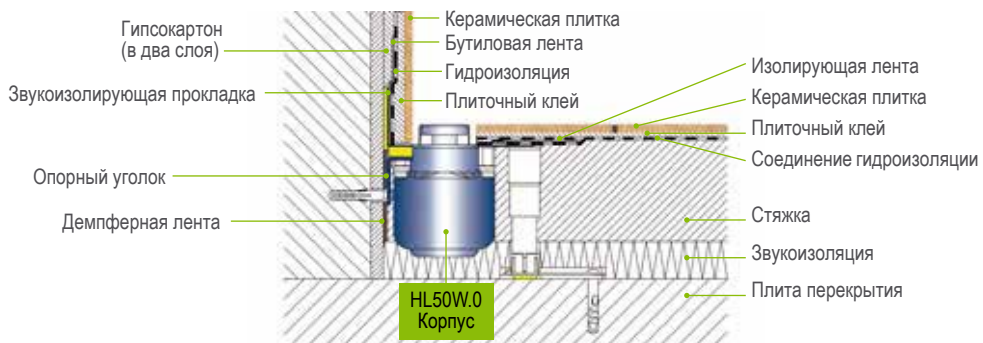 Гипсокартон
(в два слоя)
Звукоизолирующая прокладка
Опорный уголок
Демпферная лента
Керамическая плитка
Бутиловая лента
Гидроизоляция
Плиточный клей
Изолирующая лента
Керамическая плитка
Плиточный клей
Соединение гидроизоляции
Стяжка
Звукоизоляция
Плита перекрытия
HL50W.0
Корпус